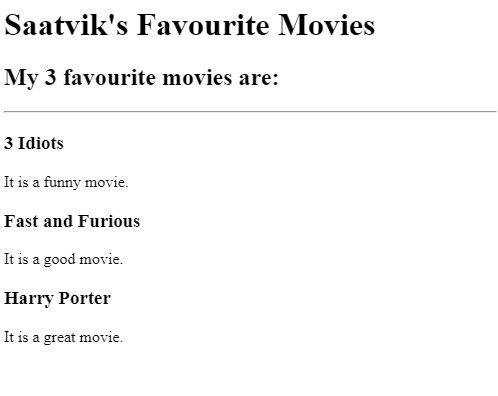 Saatvik's Favourite Movies
My 3 favourite movies are:
3 Idiots
It is a funny movie.
Fast and Furious
It is a good movie.
Harry Porter
It is a great movie.